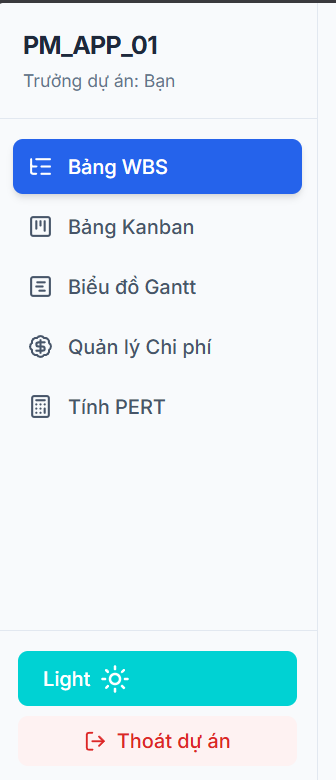 PM_APP_01
Trưởng dự án: Bạn
Bảng WBS
Bảng Kanban
Biểu đồ Gantt
Quản lý Chi phí
Tính PERT
Light
Thoát dự án